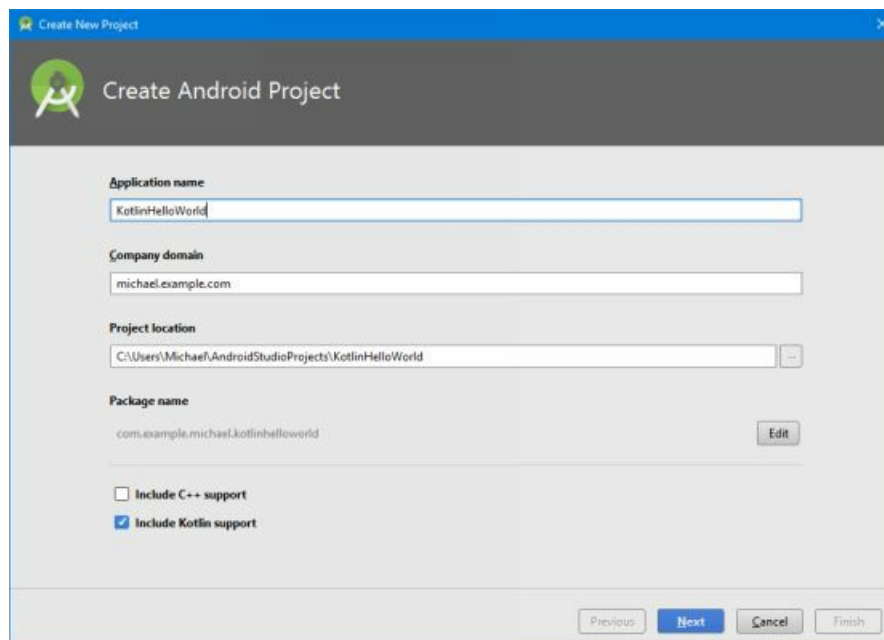 Create New Project
Create Android Project
Application name
KotlinHelloWorld
Company domain
michael.example.com
Project location
C:\Users\Michael\AndroidStudioProjects\KotlinHelloWorld
...
Package name
com.example.michael.kotlinhelloworld
Edit
Include C++ support
Include Kotlin support
Previous Next Cancel Finish